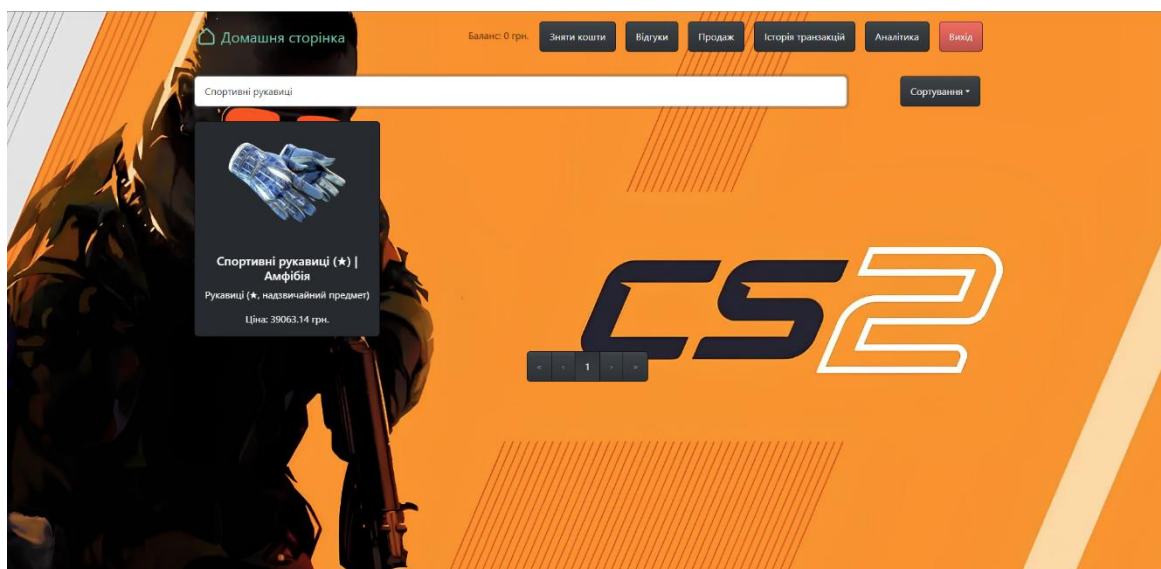 Домашня сторінка
Баланс: 0 грн.
Зняти кошти
Відгуки
Продаж
Історія транзакцій
Аналітика
Вихід
Спортивні рукавиці
Сортування
Спортивні рукавиці (★) |
Амфібія
Рукавиці (★, надзвичайний предмет)
Ціна: 39063.14 грн.
CS2
« ‹ 1 › »